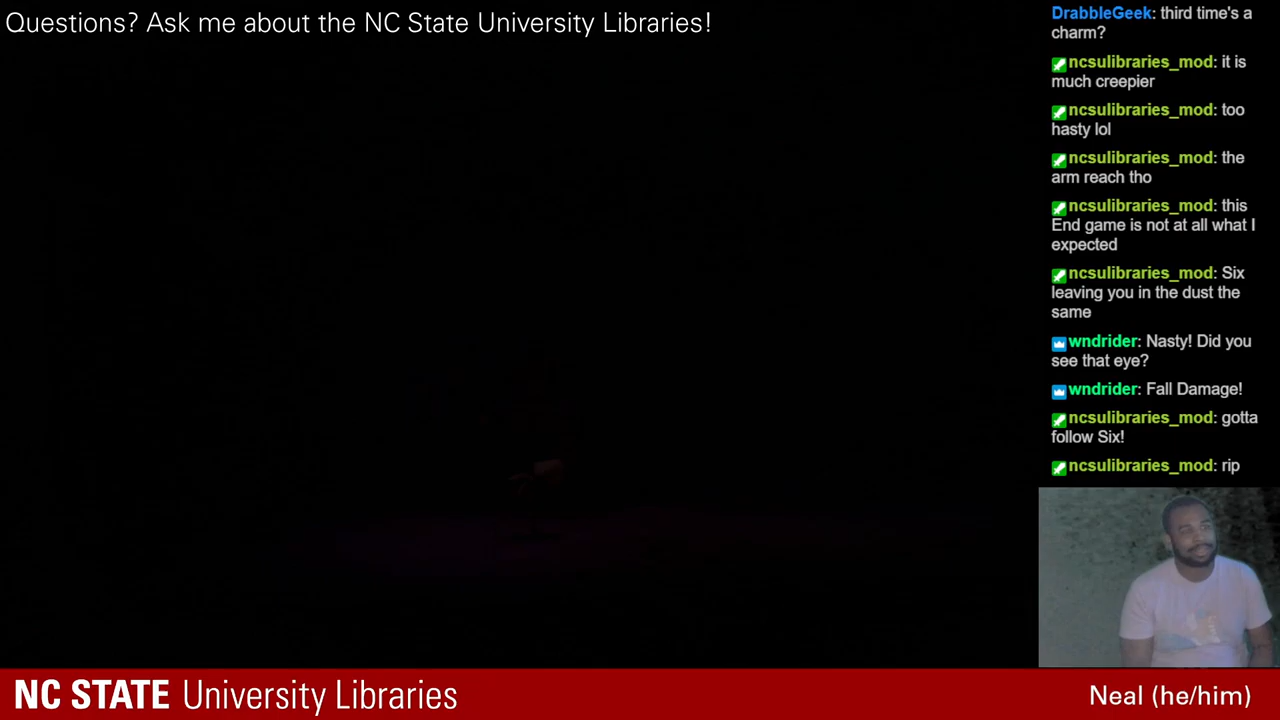 Questions? Ask me about the NC State University Libraries!
DrabbleGeek: third time's a
charm?
ncsulibraries_mod: it is
much creepier
ncsulibraries_mod: too
hasty lol
ncsulibraries_mod: the
arm reach tho
ncsulibraries_mod: this
End game is not at all what I
expected
ncsulibraries_mod: Six
leaving you in the dust the
same
wndrider: Nasty! Did you
see that eye?
wndrider: Fall Damage!
ncsulibraries_mod: gotta
follow Six!
ncsulibraries_mod: rip
NC STATE University Libraries
Neal (he/him)